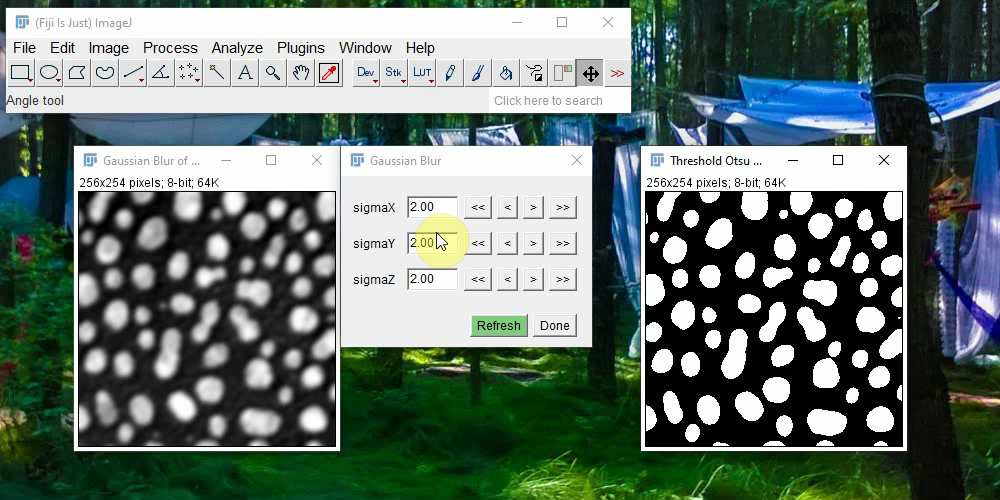 (Fiji Is Just) ImageJ
File Edit Image Process Analyze Plugins Window Help
A Dev Stk LUT >>
Angle tool
Click here to search
Gaussian Blur of ...
256x254 pixels; 8-bit; 64K
Gaussian Blur
sigmaX 2.00 << < > >>
sigmaY 2.00 << < > >>
sigmaZ 2.00 << < > >>
Refresh Done
Threshold Otsu ...
256x254 pixels; 8-bit; 64K